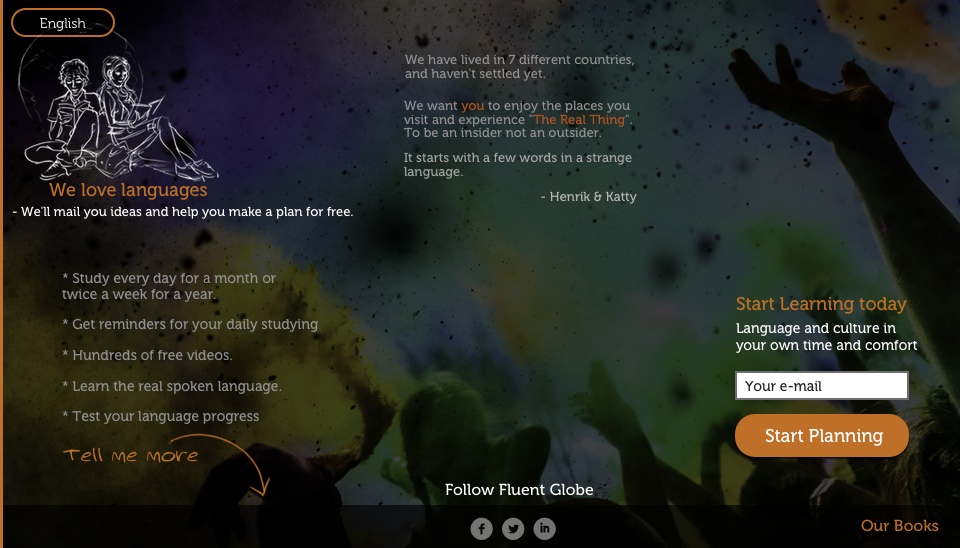 English
We love languages
- We'll mail you ideas and help you make a plan for free.
We have lived in 7 different countries,
and haven't settled yet.
We want you to enjoy the places you
visit and experience "The Real Thing".
To be an insider not an outsider.
It starts with a few words in a strange
language.
- Henrik & Katty
* Study every day for a month or
twice a week for a year.
* Get reminders for your daily studying
* Hundreds of free videos.
* Learn the real spoken language.
* Test your language progress
Tell me more
Start Learning today
Language and culture in
your own time and comfort
Your e-mail
Start Planning
Follow Fluent Globe
f
in
Our Books